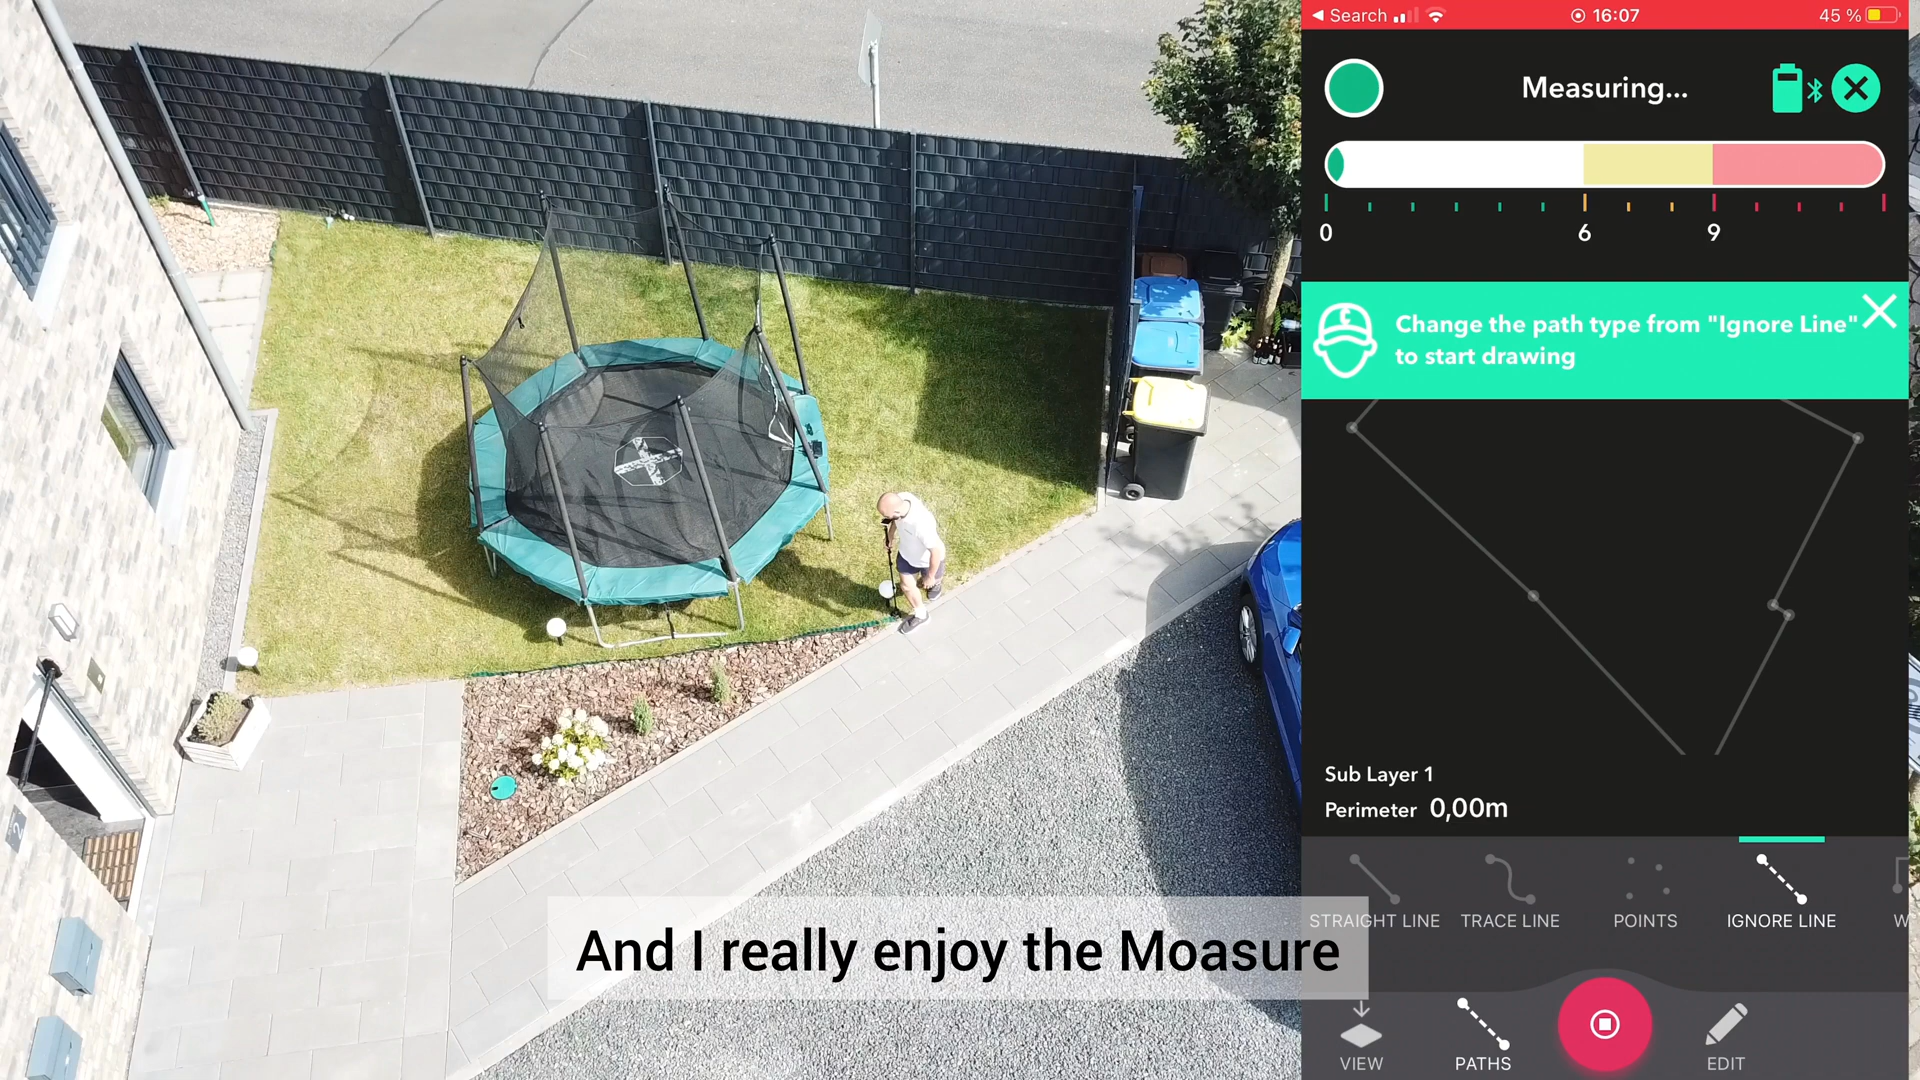 Search
16:07
45 %
Measuring...
0
6
9
Change the path type from "Ignore Line"
to start drawing
Sub Layer 1
Perimeter 0,00m
STRAIGHT LINE
TRACE LINE
POINTS
IGNORE LINE
W
And I really enjoy the Moasure
VIEW
PATHS
EDIT